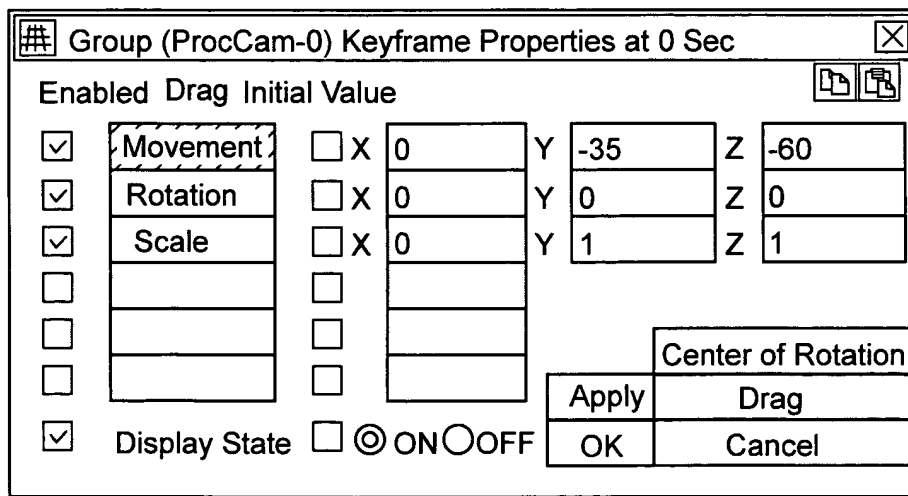 Group (ProcCam-0) Keyframe Properties at 0 Sec
Enabled Drag Initial Value
Movement X 0 Y -35 Z -60
Rotation X 0 Y 0 Z 0
Scale X 0 Y 1 Z 1
Center of Rotation
Apply Drag
Display State ON OFF OK Cancel